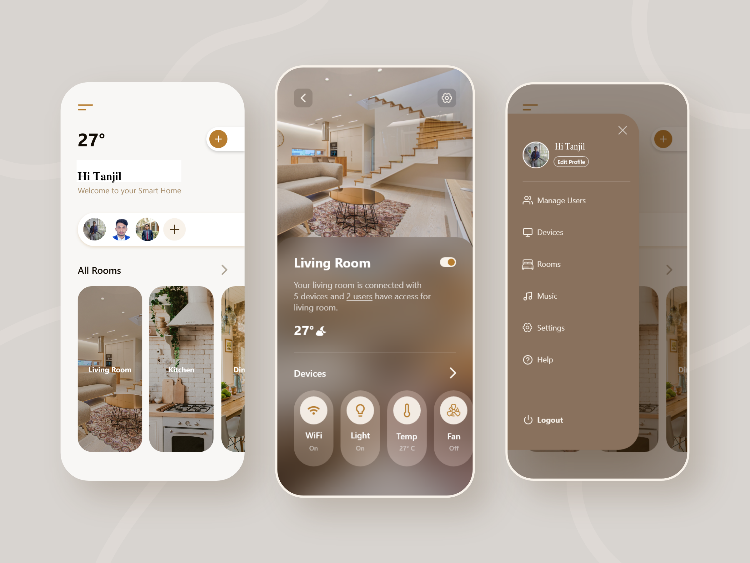 27°
Hi Tanjil
Welcome to your Smart Home
All Rooms
Living Room
Kitchen
Din
Living Room
Your living room is connected with
5 devices and 2 users have access for
living room.
27°
Devices
WiFi
On
Light
On
Temp
27° C
Fan
Off
Hi Tanjil
Edit Profile
Manage Users
Devices
Rooms
Music
Settings
Help
Logout
Din